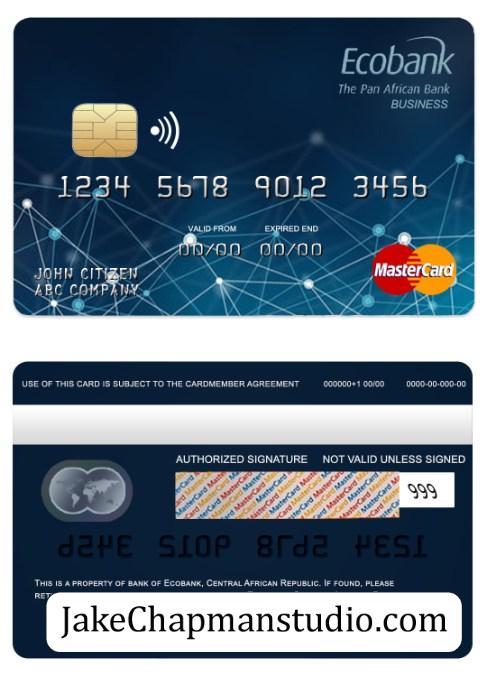 Ecobank
The Pan African Bank
BUSINESS
1234 5678 9012 3456
VALID FROM EXPIRED END
00/00 00/00
JOHN CITIZEN
ABC COMPANY
MasterCard
USE OF THIS CARD IS SUBJECT TO THE CARDMEMBER AGREEMENT 000000+1 00/00 0000-00-000-00
AUTHORIZED SIGNATURE NOT VALID UNLESS SIGNED
MasterCard MasterCard MasterCard
999
THIS IS A PROPERTY OF BANK OF ECOBANK, CENTRAL AFRICAN REPUBLIC. IF FOUND, PLEASE
JakeChapmanstudio.com